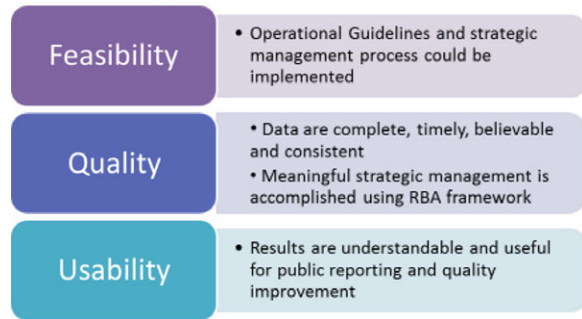 Feasibility
• Operational Guidelines and strategic
management process could be
implemented
Quality
• Data are complete, timely, believable
and consistent
• Meaningful strategic management is
accomplished using RBA framework
Usability
• Results are understandable and useful
for public reporting and quality
improvement